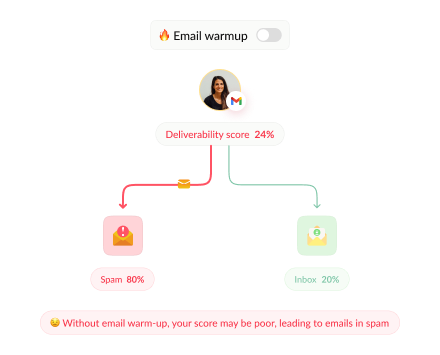 Email warmup
Deliverability score 24%
Spam 80%
Inbox 20%
Without email warm-up, your score may be poor, leading to emails in spam